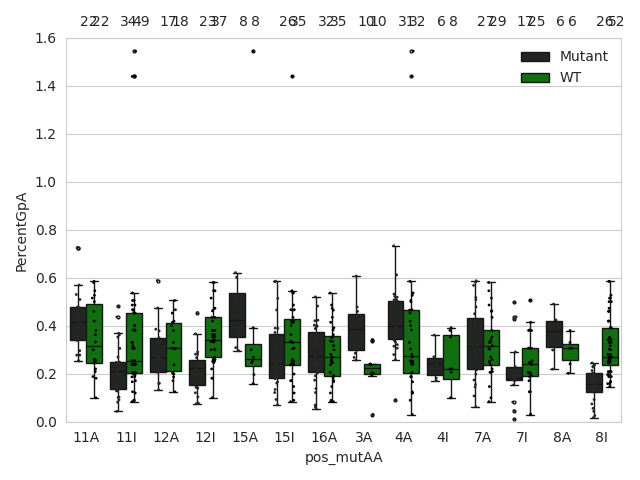 22 22 34 49 17 18 23 37 8 8 26 35 32 35 10 10 31 32 6 8 27 29 17 25 6 6 26 52
1.6
1.4
1.2
1.0
0.8
0.6
0.4
0.2
0.0
PercentGpA
Mutant
WT
11A 11I 12A 12I 15A 15I 16A 3A 4A 4I 7A 7I 8A 8I
pos_mutAA